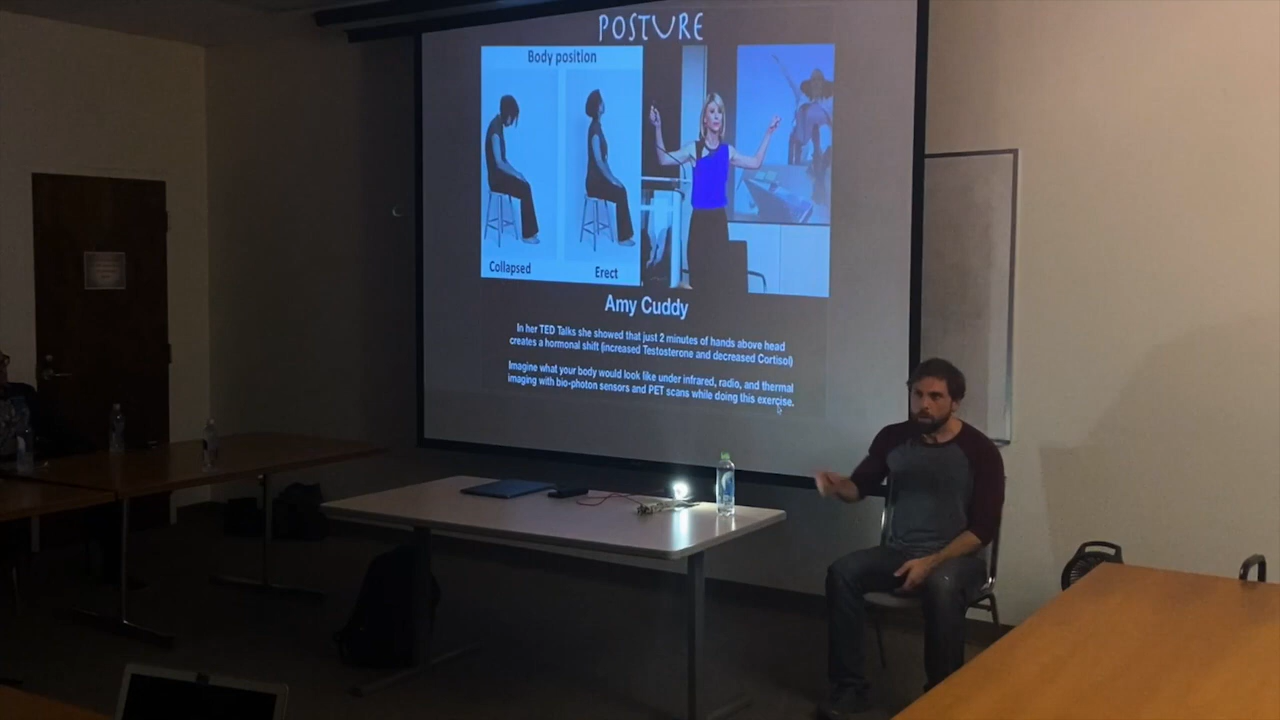 POSTURE
Body position
Collapsed
Erect
Amy Cuddy
In her TED Talks she showed that just 2 minutes of hands above head
creates a hormonal shift (increased Testosterone and decreased Cortisol)
Imagine what your body would look like under infrared, radio, and thermal
imaging with bio-photon sensors and PET scans while doing this exercise.